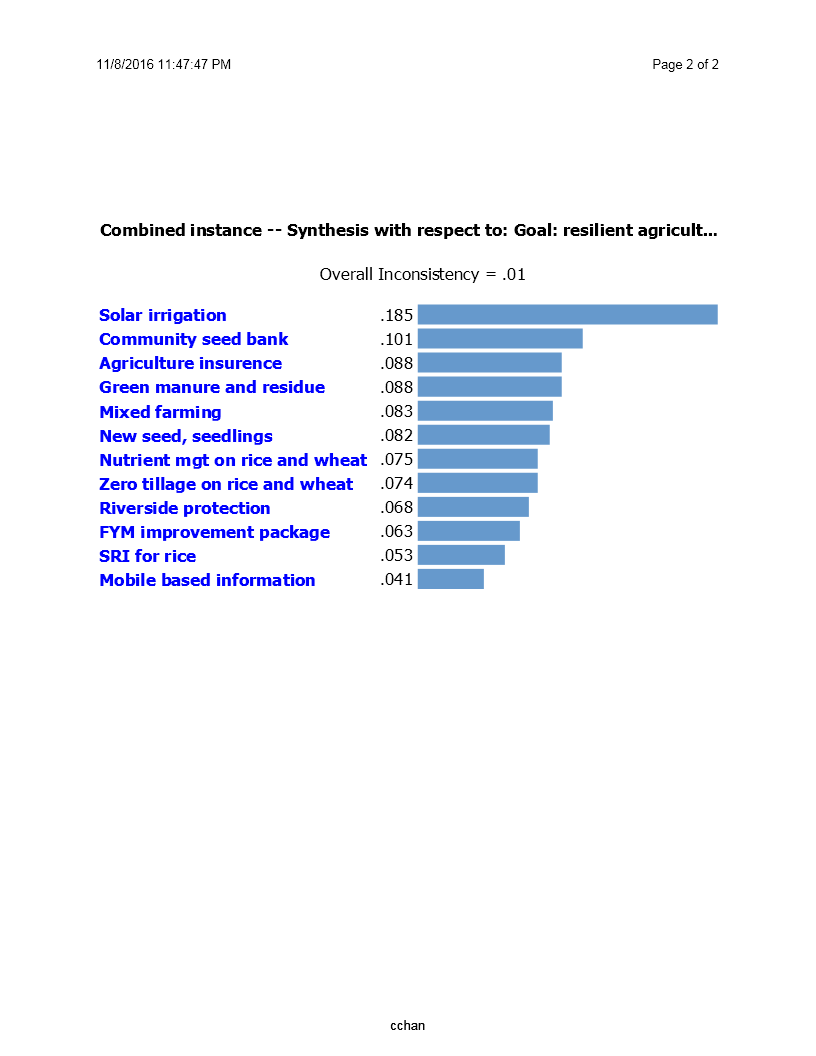 11/8/2016 11:47:47 PM Page 2 of 2
Combined instance -- Synthesis with respect to: Goal: resilient agricult...
Overall Inconsistency = .01
Solar irrigation .185
Community seed bank .101
Agriculture insurence .088
Green manure and residue .088
Mixed farming .083
New seed, seedlings .082
Nutrient mgt on rice and wheat .075
Zero tillage on rice and wheat .074
Riverside protection .068
FYM improvement package .063
SRI for rice .053
Mobile based information .041
cchan